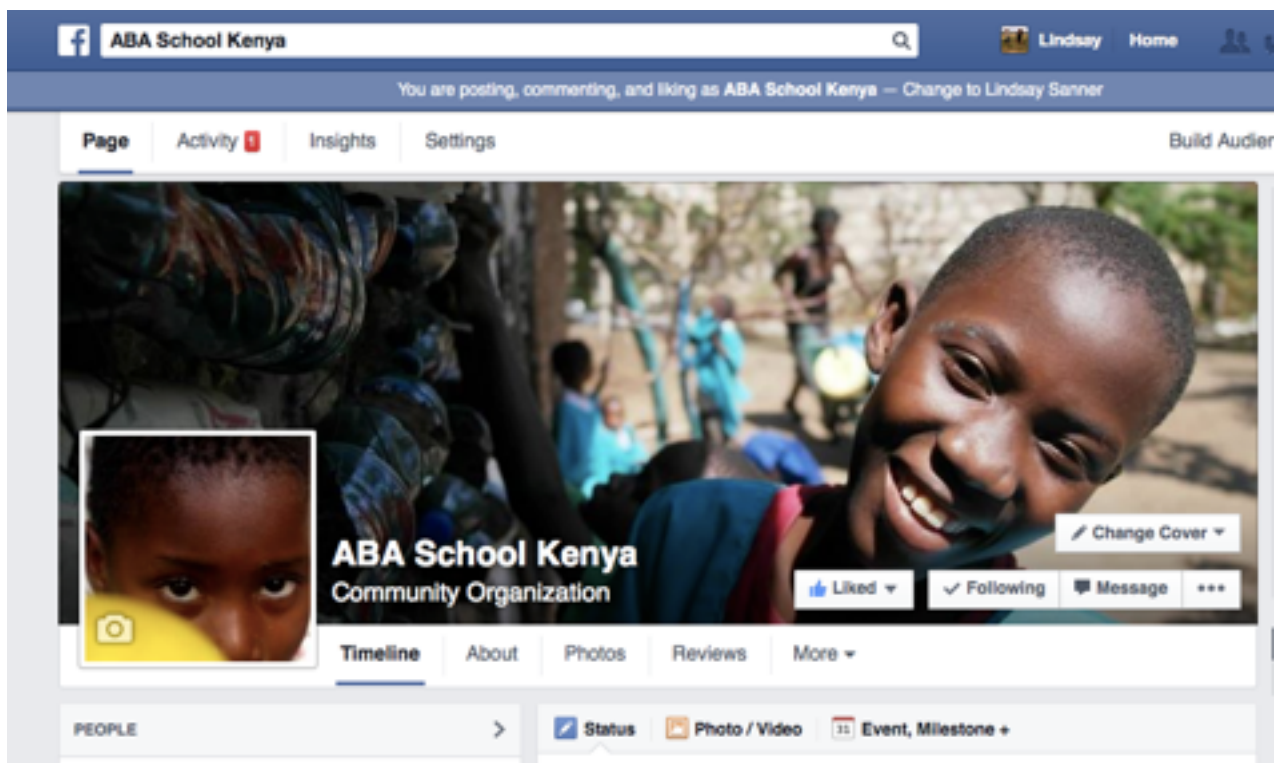 f ABA School Kenya Lindsay Home
You are posting, commenting, and liking as ABA School Kenya — Change to Lindsay Sanner
Page Activity 1 Insights Settings Build Audien
ABA School Kenya
Community Organization
Change Cover
Liked Following Message •••
Timeline About Photos Reviews More
PEOPLE
Status Photo / Video 31 Event, Milestone +